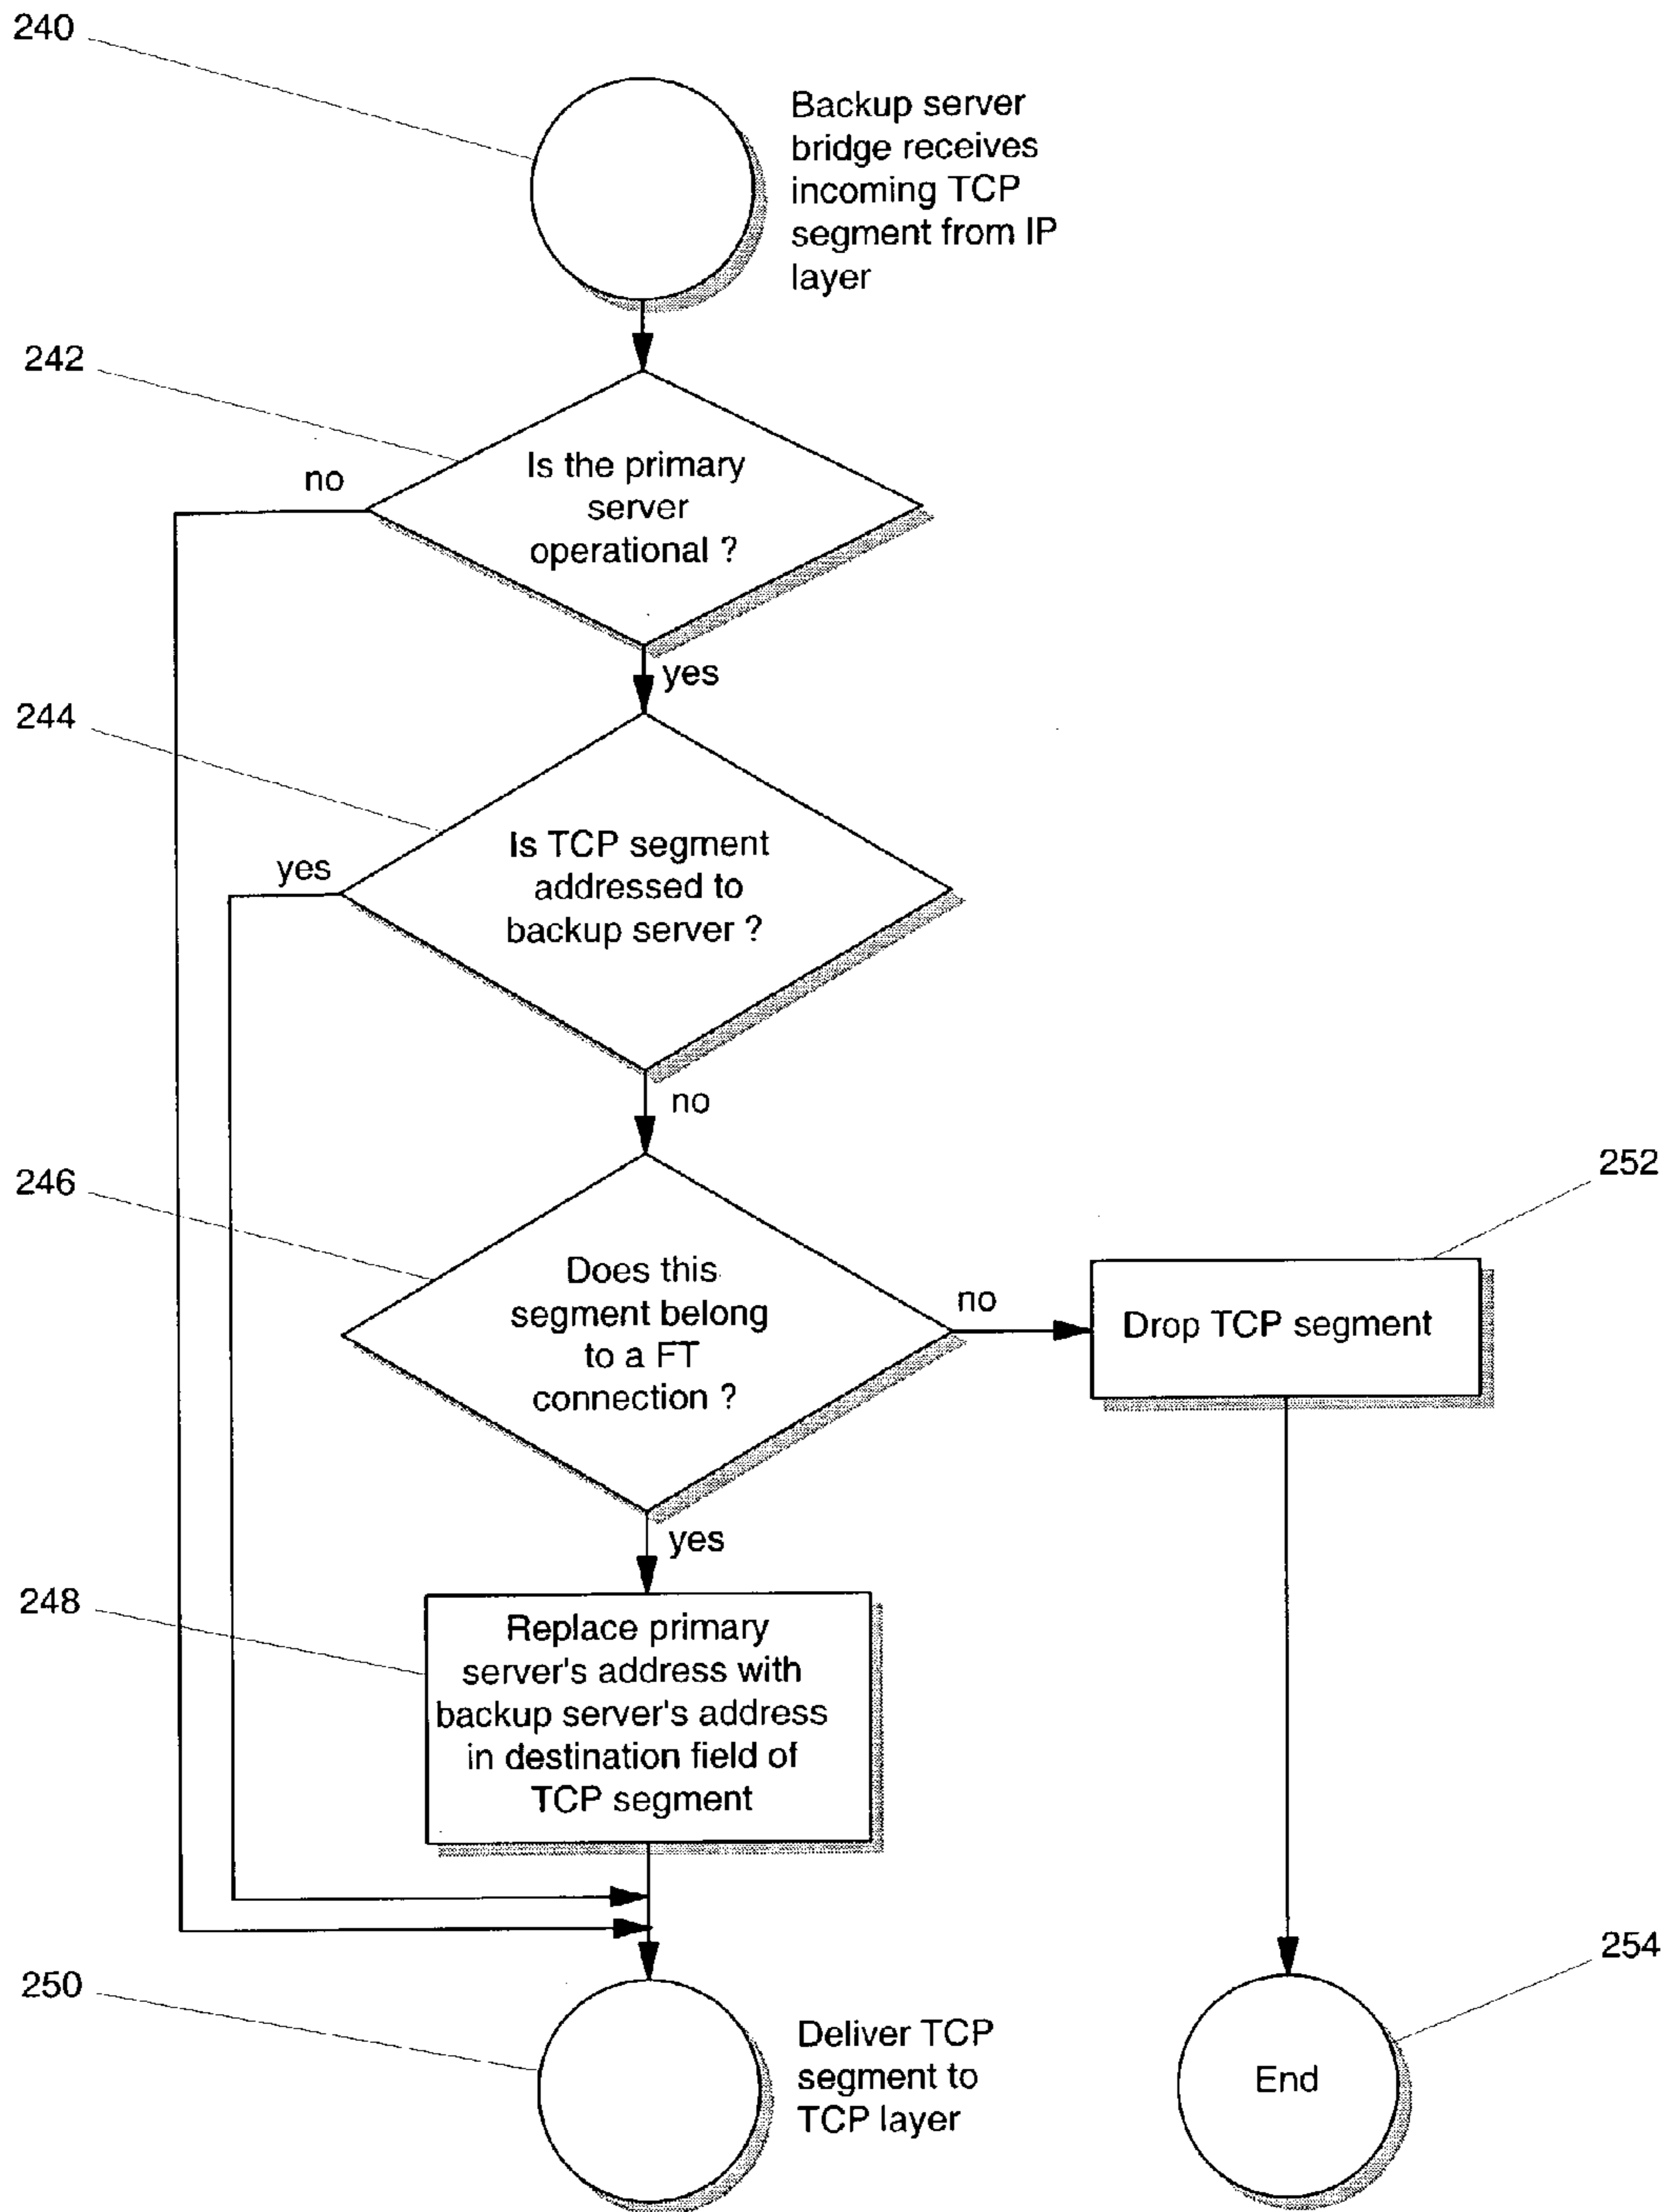 240
Backup server
bridge receives
incoming TCP
segment from IP
layer
242
no
Is the primary
server
operational ?
yes
244
yes
Is TCP segment
addressed to
backup server ?
no
246
252
Does this
segment belong
to a FT
connection ?
no
Drop TCP segment
yes
248
Replace primary
server's address with
backup server's address
in destination field of
TCP segment
254
250
Deliver TCP
segment to
TCP layer
End